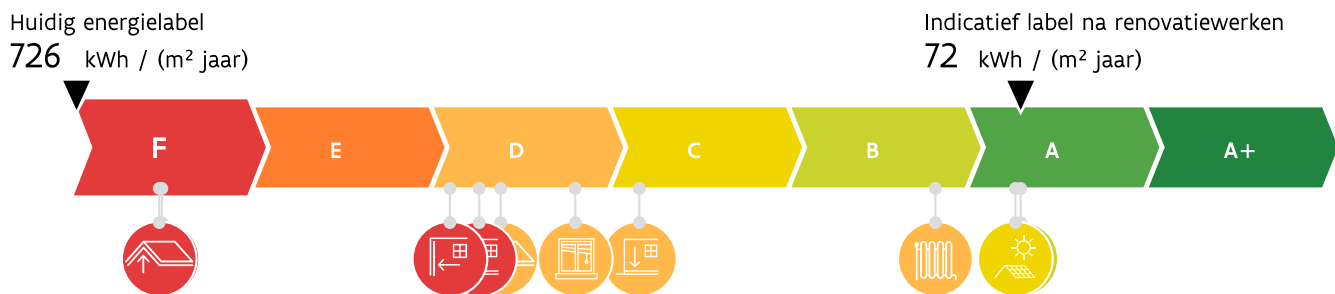 Huidig energielabel
726 kWh / (m² jaar)
Indicatief label na renovatiewerken
72 kWh / (m² jaar)
F E D C B A A+